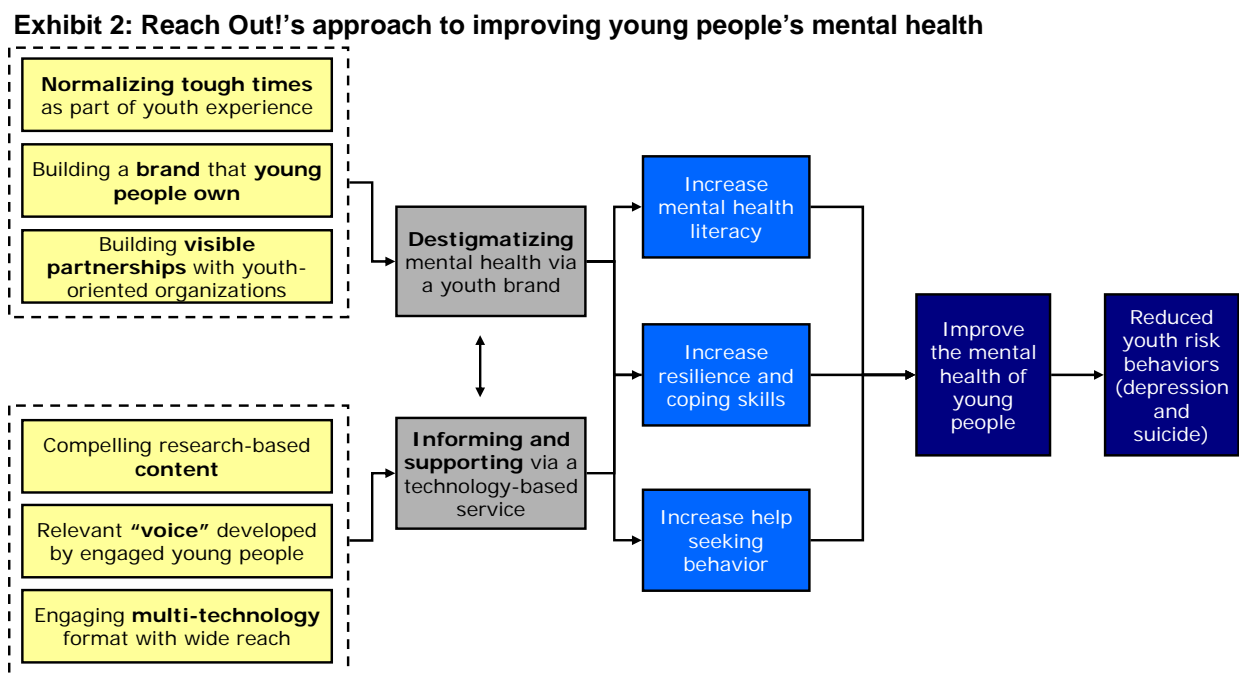 Exhibit 2: Reach Out!'s approach to improving young people's mental health
Normalizing tough times
as part of youth experience
Building a brand that young
people own
Building visible
partnerships with youth-
oriented organizations
Destigmatizing
mental health via
a youth brand
Compelling research-based
content
Relevant “voice” developed
by engaged young people
Engaging multi-technology
format with wide reach
Informing and
supporting via a
technology-based
service
Increase
mental health
literacy
Increase
resilience and
coping skills
Increase help
seeking
behavior
Improve
the mental
health of
young
people
Reduced
youth risk
behaviors
(depression
and
suicide)